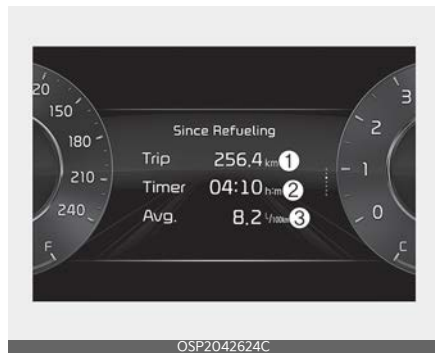 20
150
180
210
240
F
Since Refueling
Trip 256.4 km ①
Timer 04:10 h:m ②
Avg. 8.2 ℓ/100km ③
3
2
1
0
C
OSP2042624C